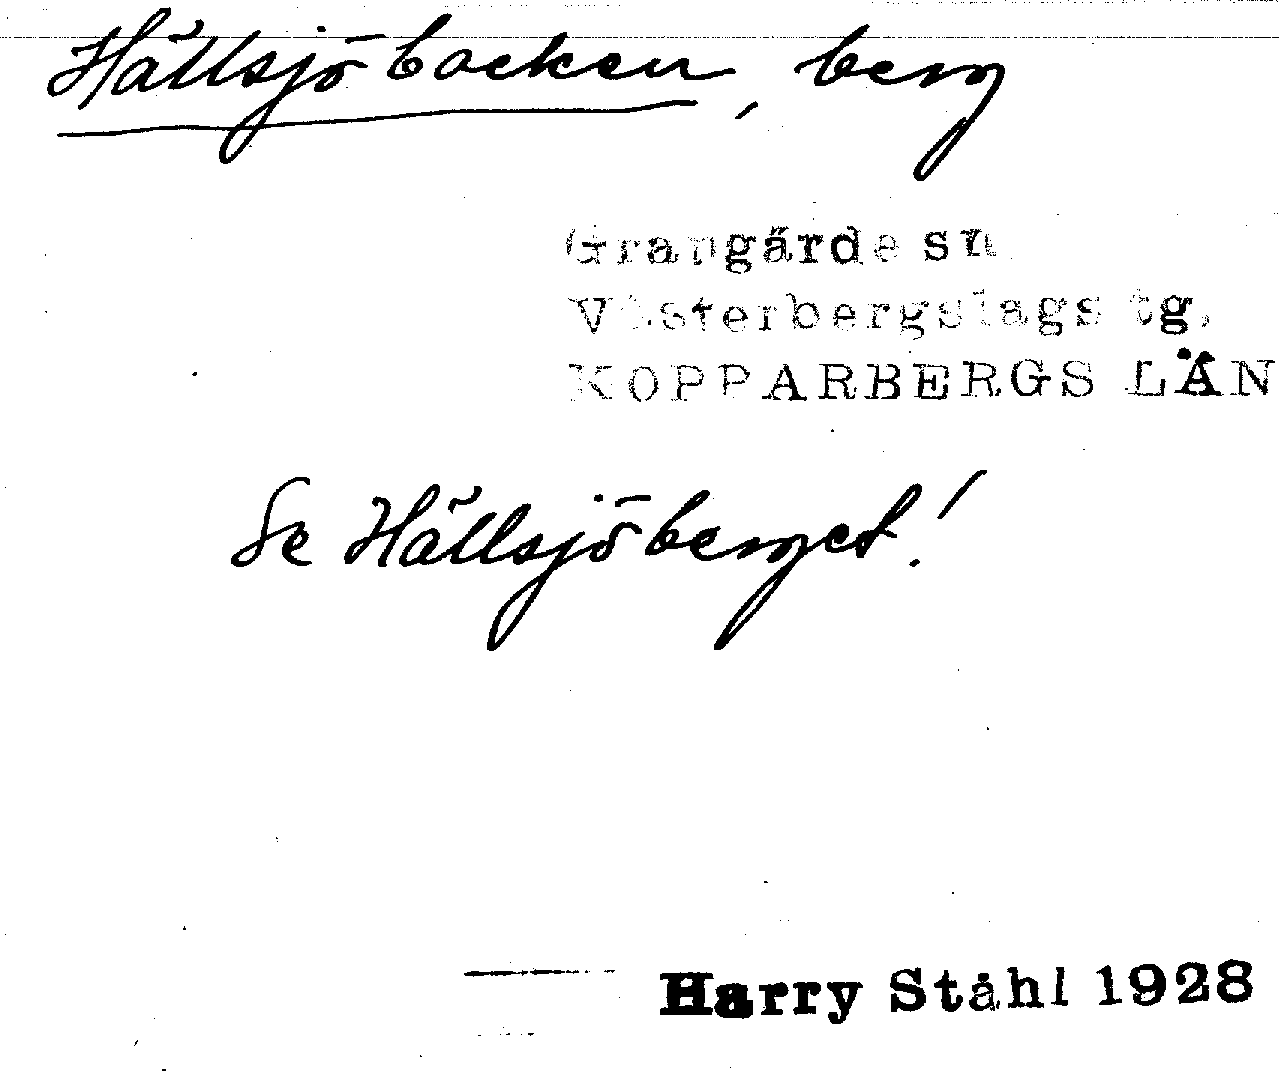 Hällsjöbacken, berg
Grangärde sn
Västerbergslags tg,
KOPPARBERGS LÄN
Se Hällsjöberget!
Harry Ståhl 1928